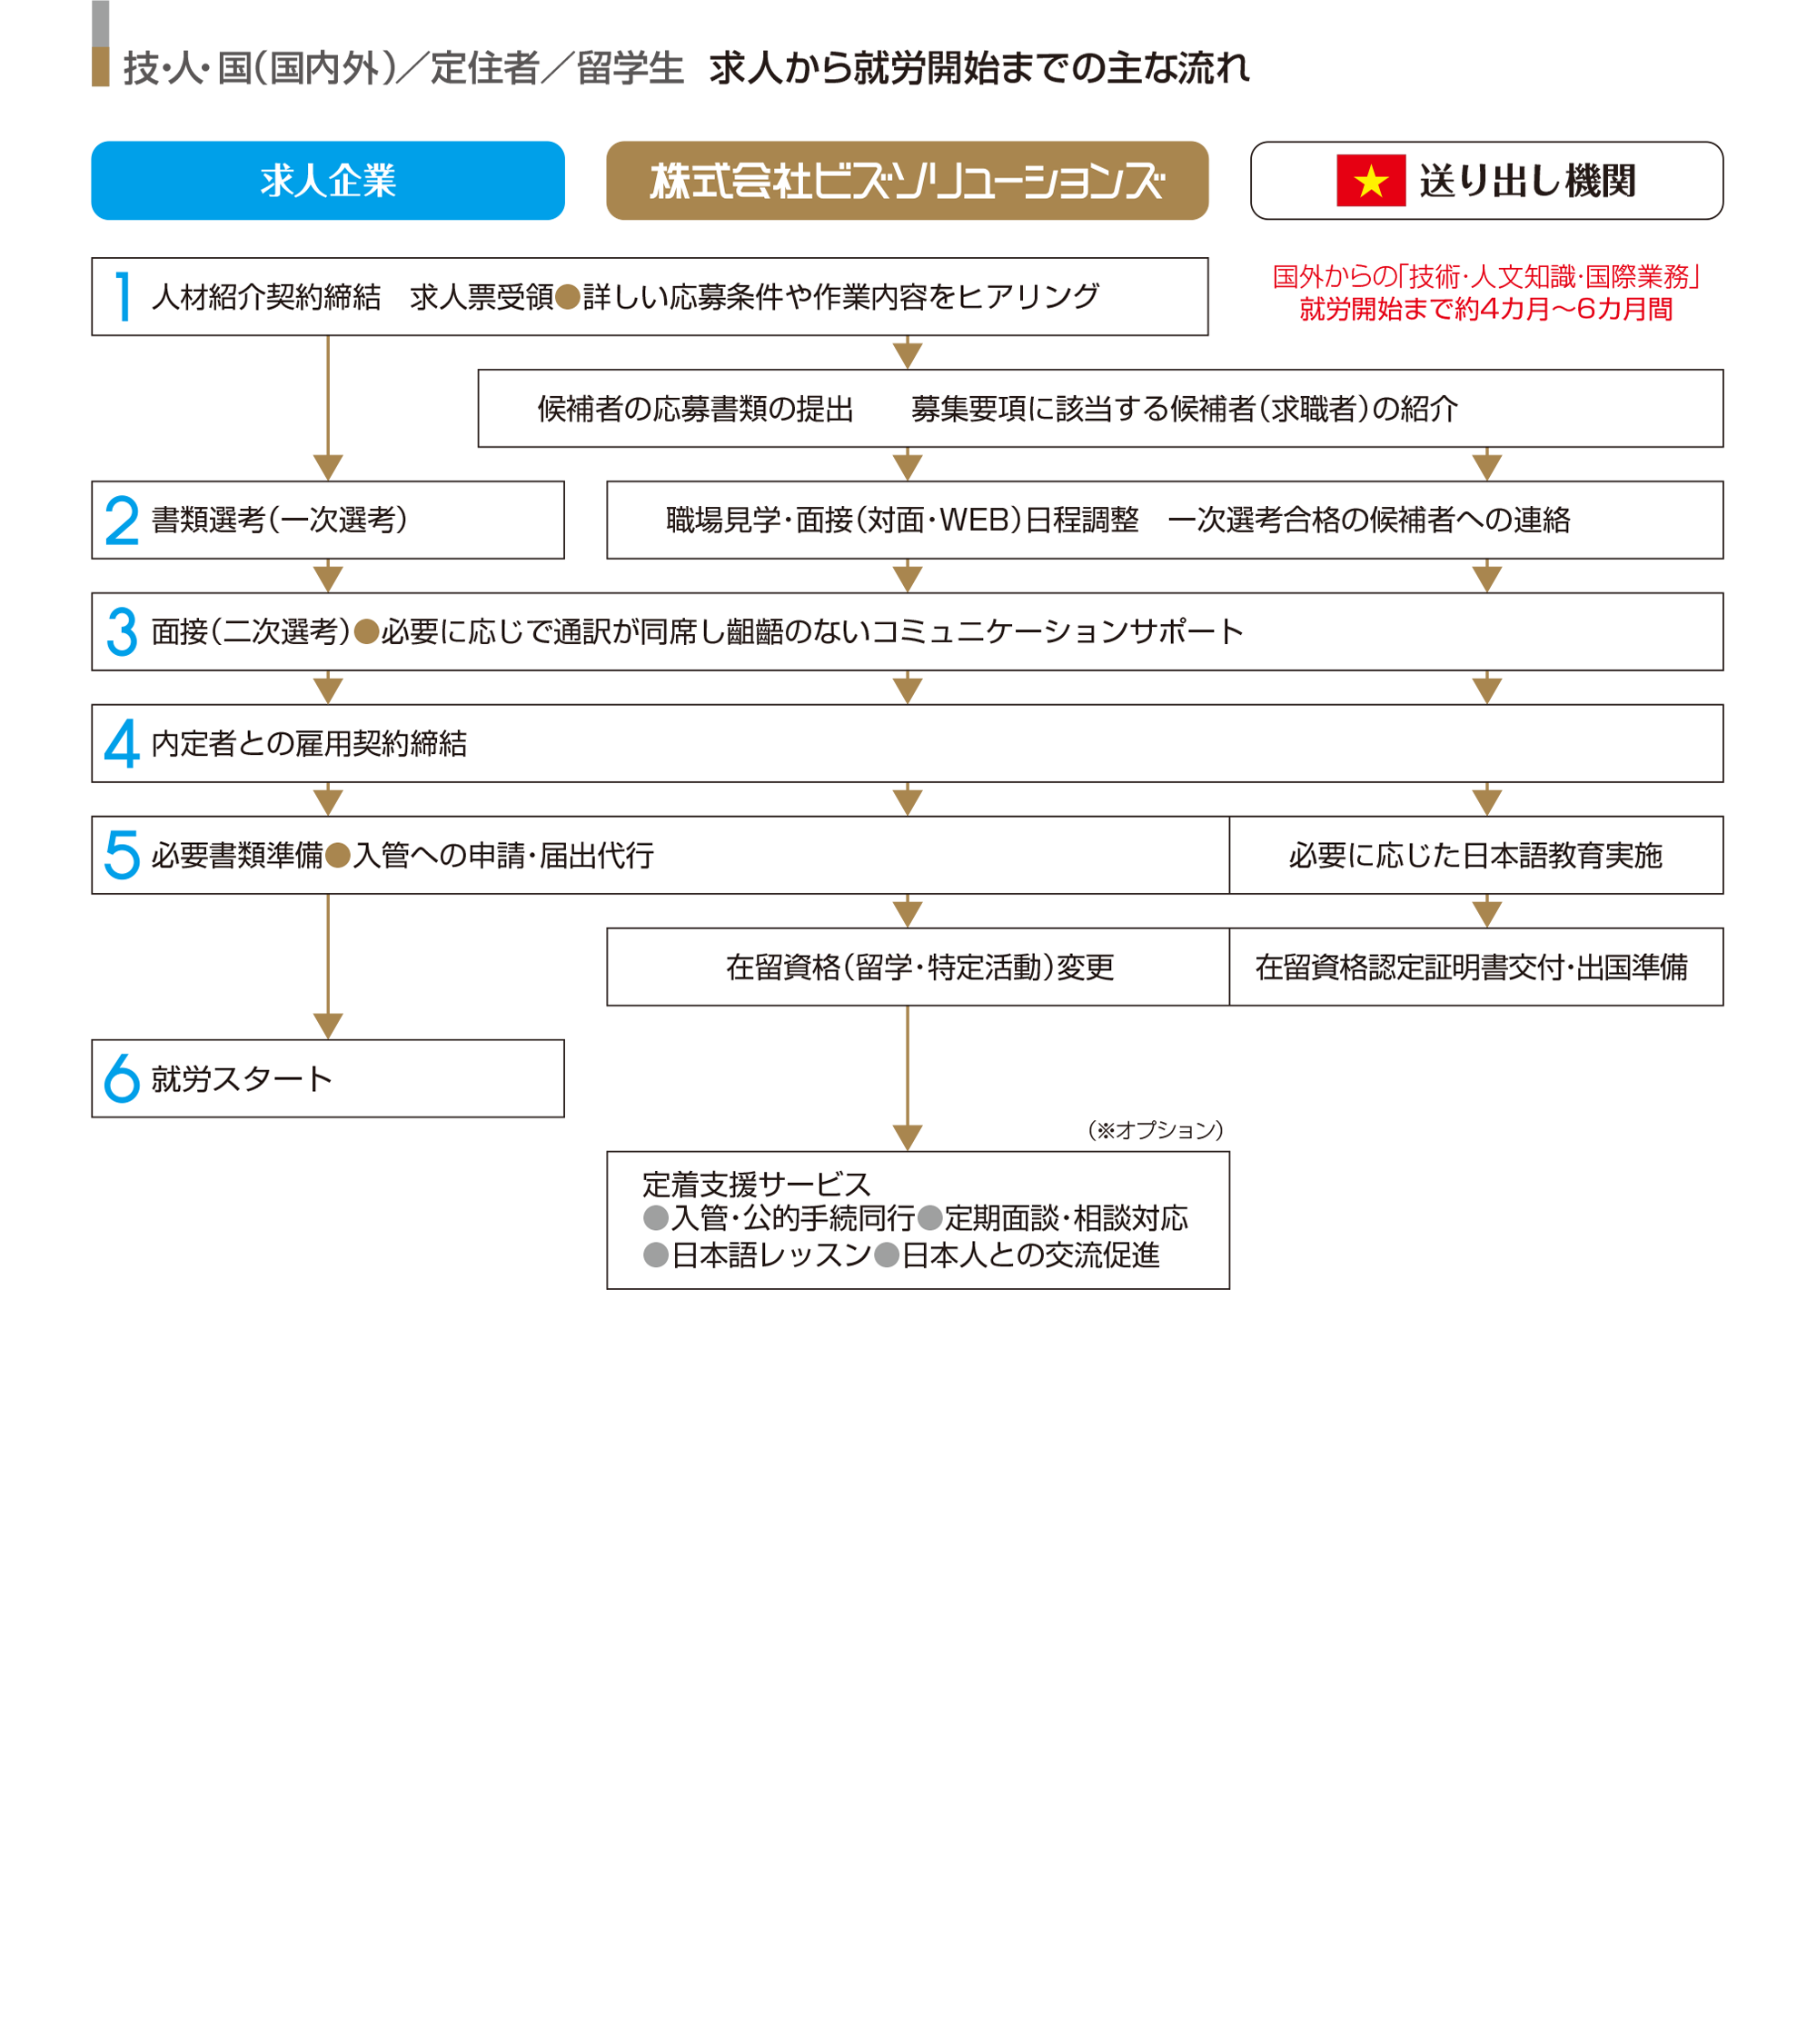 技・人・国(国内外)／定住者／留学生 求人から就労開始までの主な流れ
求人企業
株式会社ビズソリューションズ
送り出し機関
国外からの「技術・人文知識・国際業務」
就労開始まで約4カ月〜6カ月間
1 人材紹介契約締結　求人票受領●詳しい応募条件や作業内容をヒアリング
候補者の応募書類の提出　　募集要項に該当する候補者(求職者)の紹介
2 書類選考(一次選考)
職場見学・面接(対面・WEB)日程調整　一次選考合格の候補者への連絡
3 面接(二次選考)●必要に応じで通訳が同席し齟齬のないコミュニケーションサポート
4 内定者との雇用契約締結
5 必要書類準備●入管への申請・届出代行
必要に応じた日本語教育実施
在留資格(留学・特定活動)変更
在留資格認定証明書交付・出国準備
6 就労スタート
(※オプション)
定着支援サービス
●入管・公的手続同行●定期面談・相談対応
●日本語レッスン●日本人との交流促進